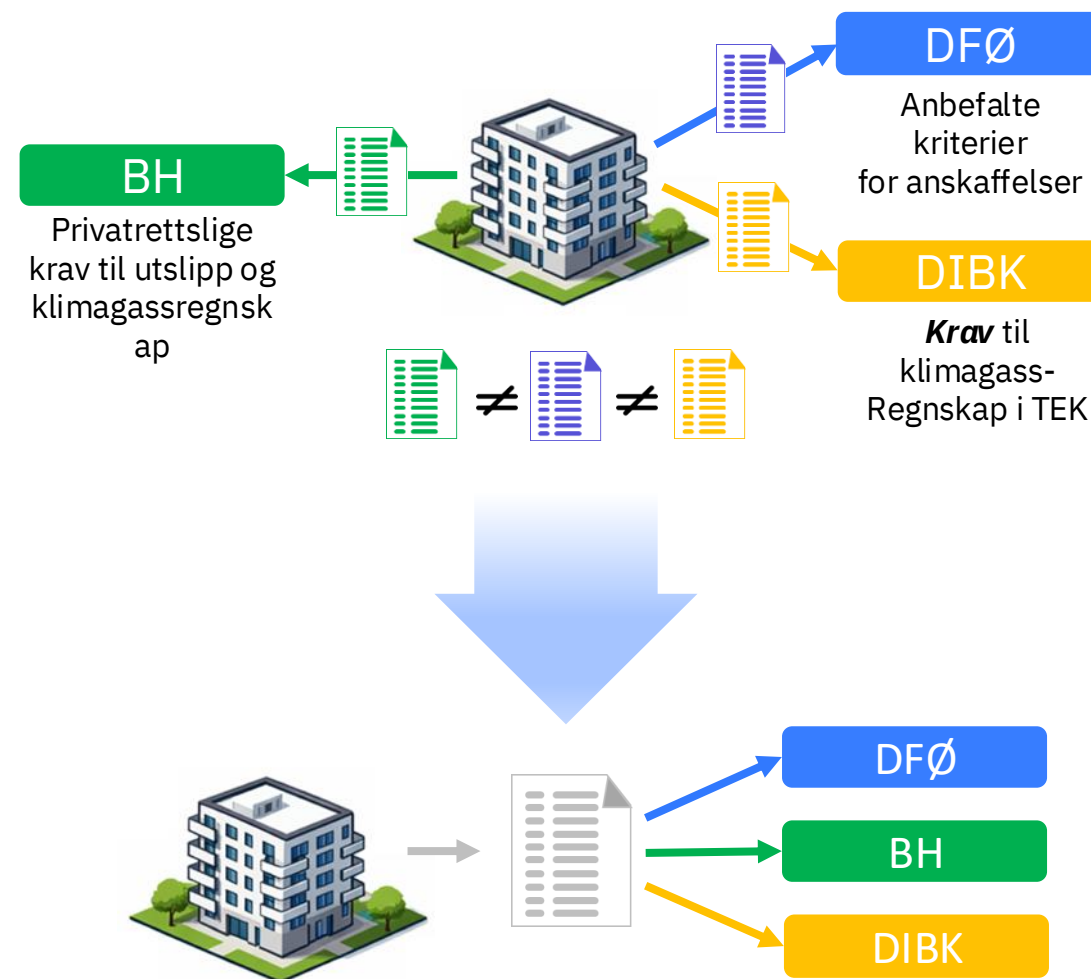 DFØ
Anbefalte
kriterier
for anskaffelser
BH
Privatrettslige
krav til utslipp og
klimagassregnsk
ap
DIBK
Krav til
klimagass-
Regnskap i TEK
≠ ≠
DFØ
BH
DIBK